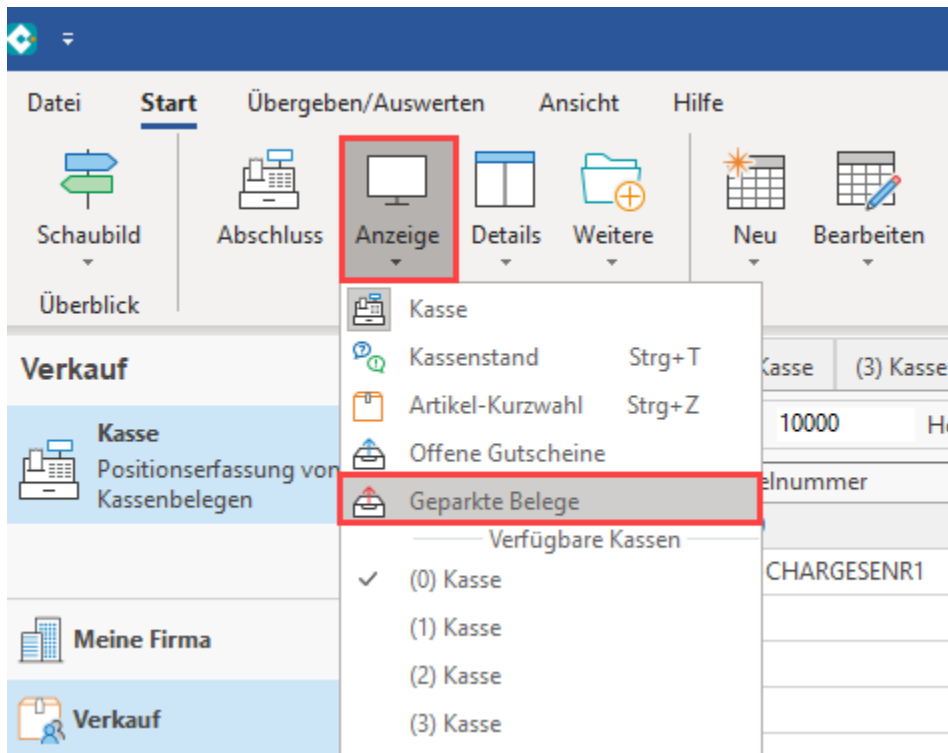 Datei Start Übergeben/Auswerten Ansicht Hilfe
Schaubild Abschluss Anzeige Details Weitere Neu Bearbeiten
Überblick
Verkauf
Kasse
Positionserfassung von
Kassenbelegen
Meine Firma
Verkauf
Kasse
Kassenstand Strg+T
Artikel-Kurzwahl Strg+Z
Offene Gutscheine
Geparkte Belege
Verfügbare Kassen
(0) Kasse
(1) Kasse
(2) Kasse
(3) Kasse
Kasse (3) Kasse
10000
elnummer
CHARGESENR1